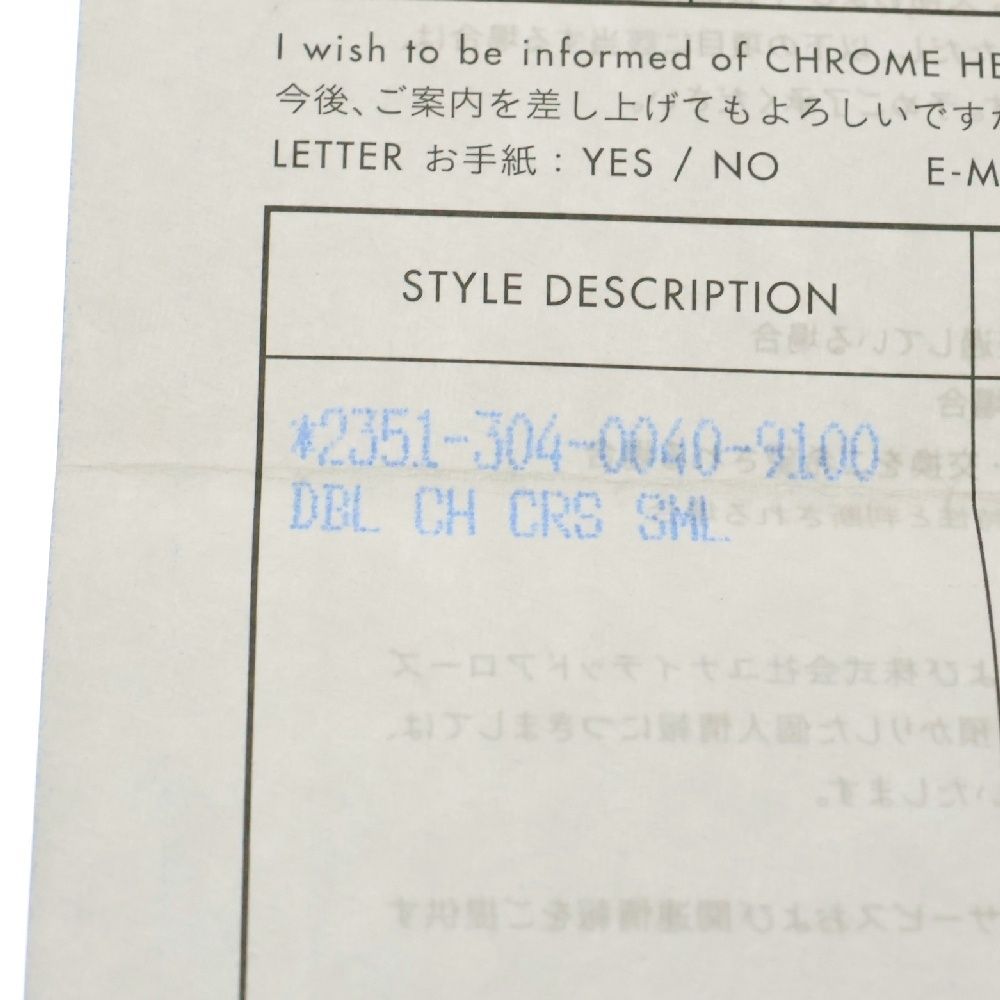 I wish to be informed of CHROME HE
今後、ご案内を差し上げてもよろしいですか
LETTER お手紙 : YES / NO E-M
STYLE DESCRIPTION
*2351-304-0040-9100
DBL CH CRS SML